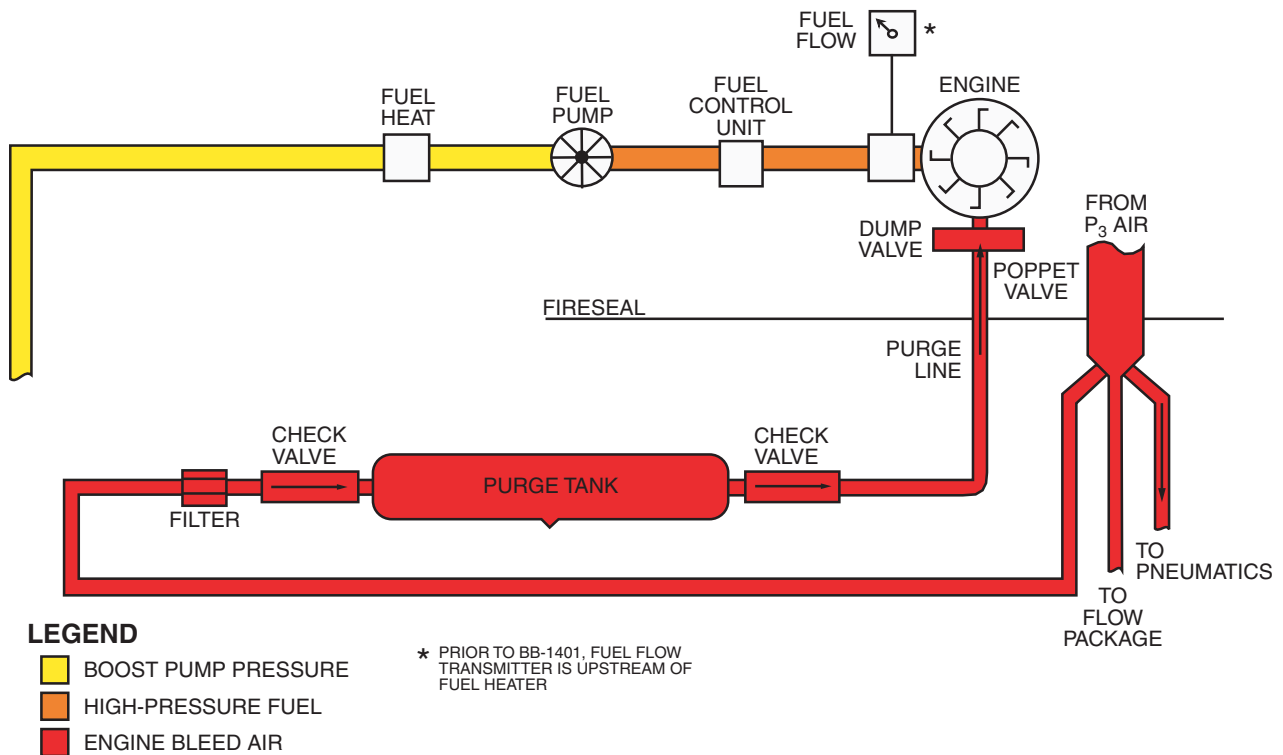 FUEL
FLOW
*
FUEL
HEAT
FUEL
PUMP
FUEL
CONTROL
UNIT
ENGINE
FROM
P3 AIR
DUMP
VALVE
POPPET
VALVE
FIRESEAL
PURGE
LINE
CHECK
VALVE
CHECK
VALVE
PURGE TANK
FILTER
TO
PNEUMATICS
TO
FLOW
PACKAGE
LEGEND
BOOST PUMP PRESSURE
HIGH-PRESSURE FUEL
ENGINE BLEED AIR
* PRIOR TO BB-1401, FUEL FLOW
TRANSMITTER IS UPSTREAM OF
FUEL HEATER